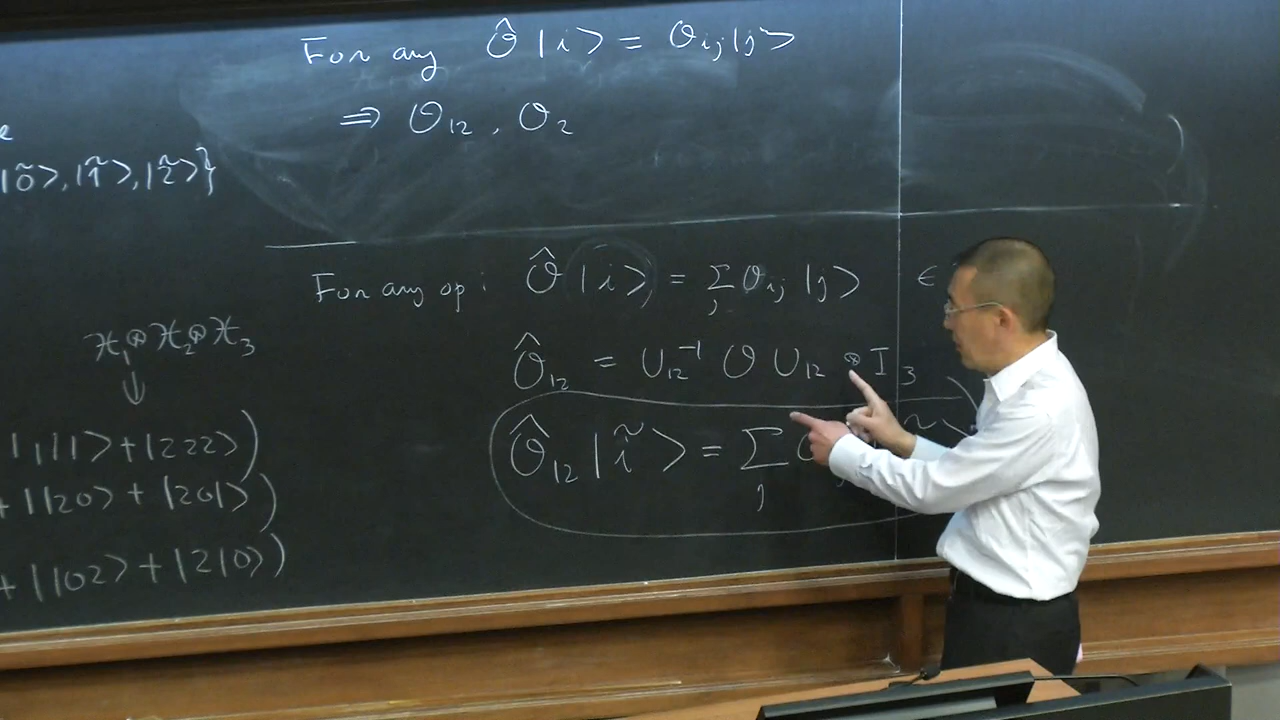 For any Ô |i> = O_ij |j>
⇒ O_12 , O_2
|0̃>, |1̃>, |2̃>}
For any op : Ô |i> = Σ_j O_ij |j> ∈
H_1 ⊗ H_2 ⊗ H_3
⇓
Ô_12 = U_12^-1 O U_12 ⊗ I_3
|111> + |222>)
+ |120> + |201>)
+ |102> + |210>)
Ô_12 |ĩ> = Σ_j O